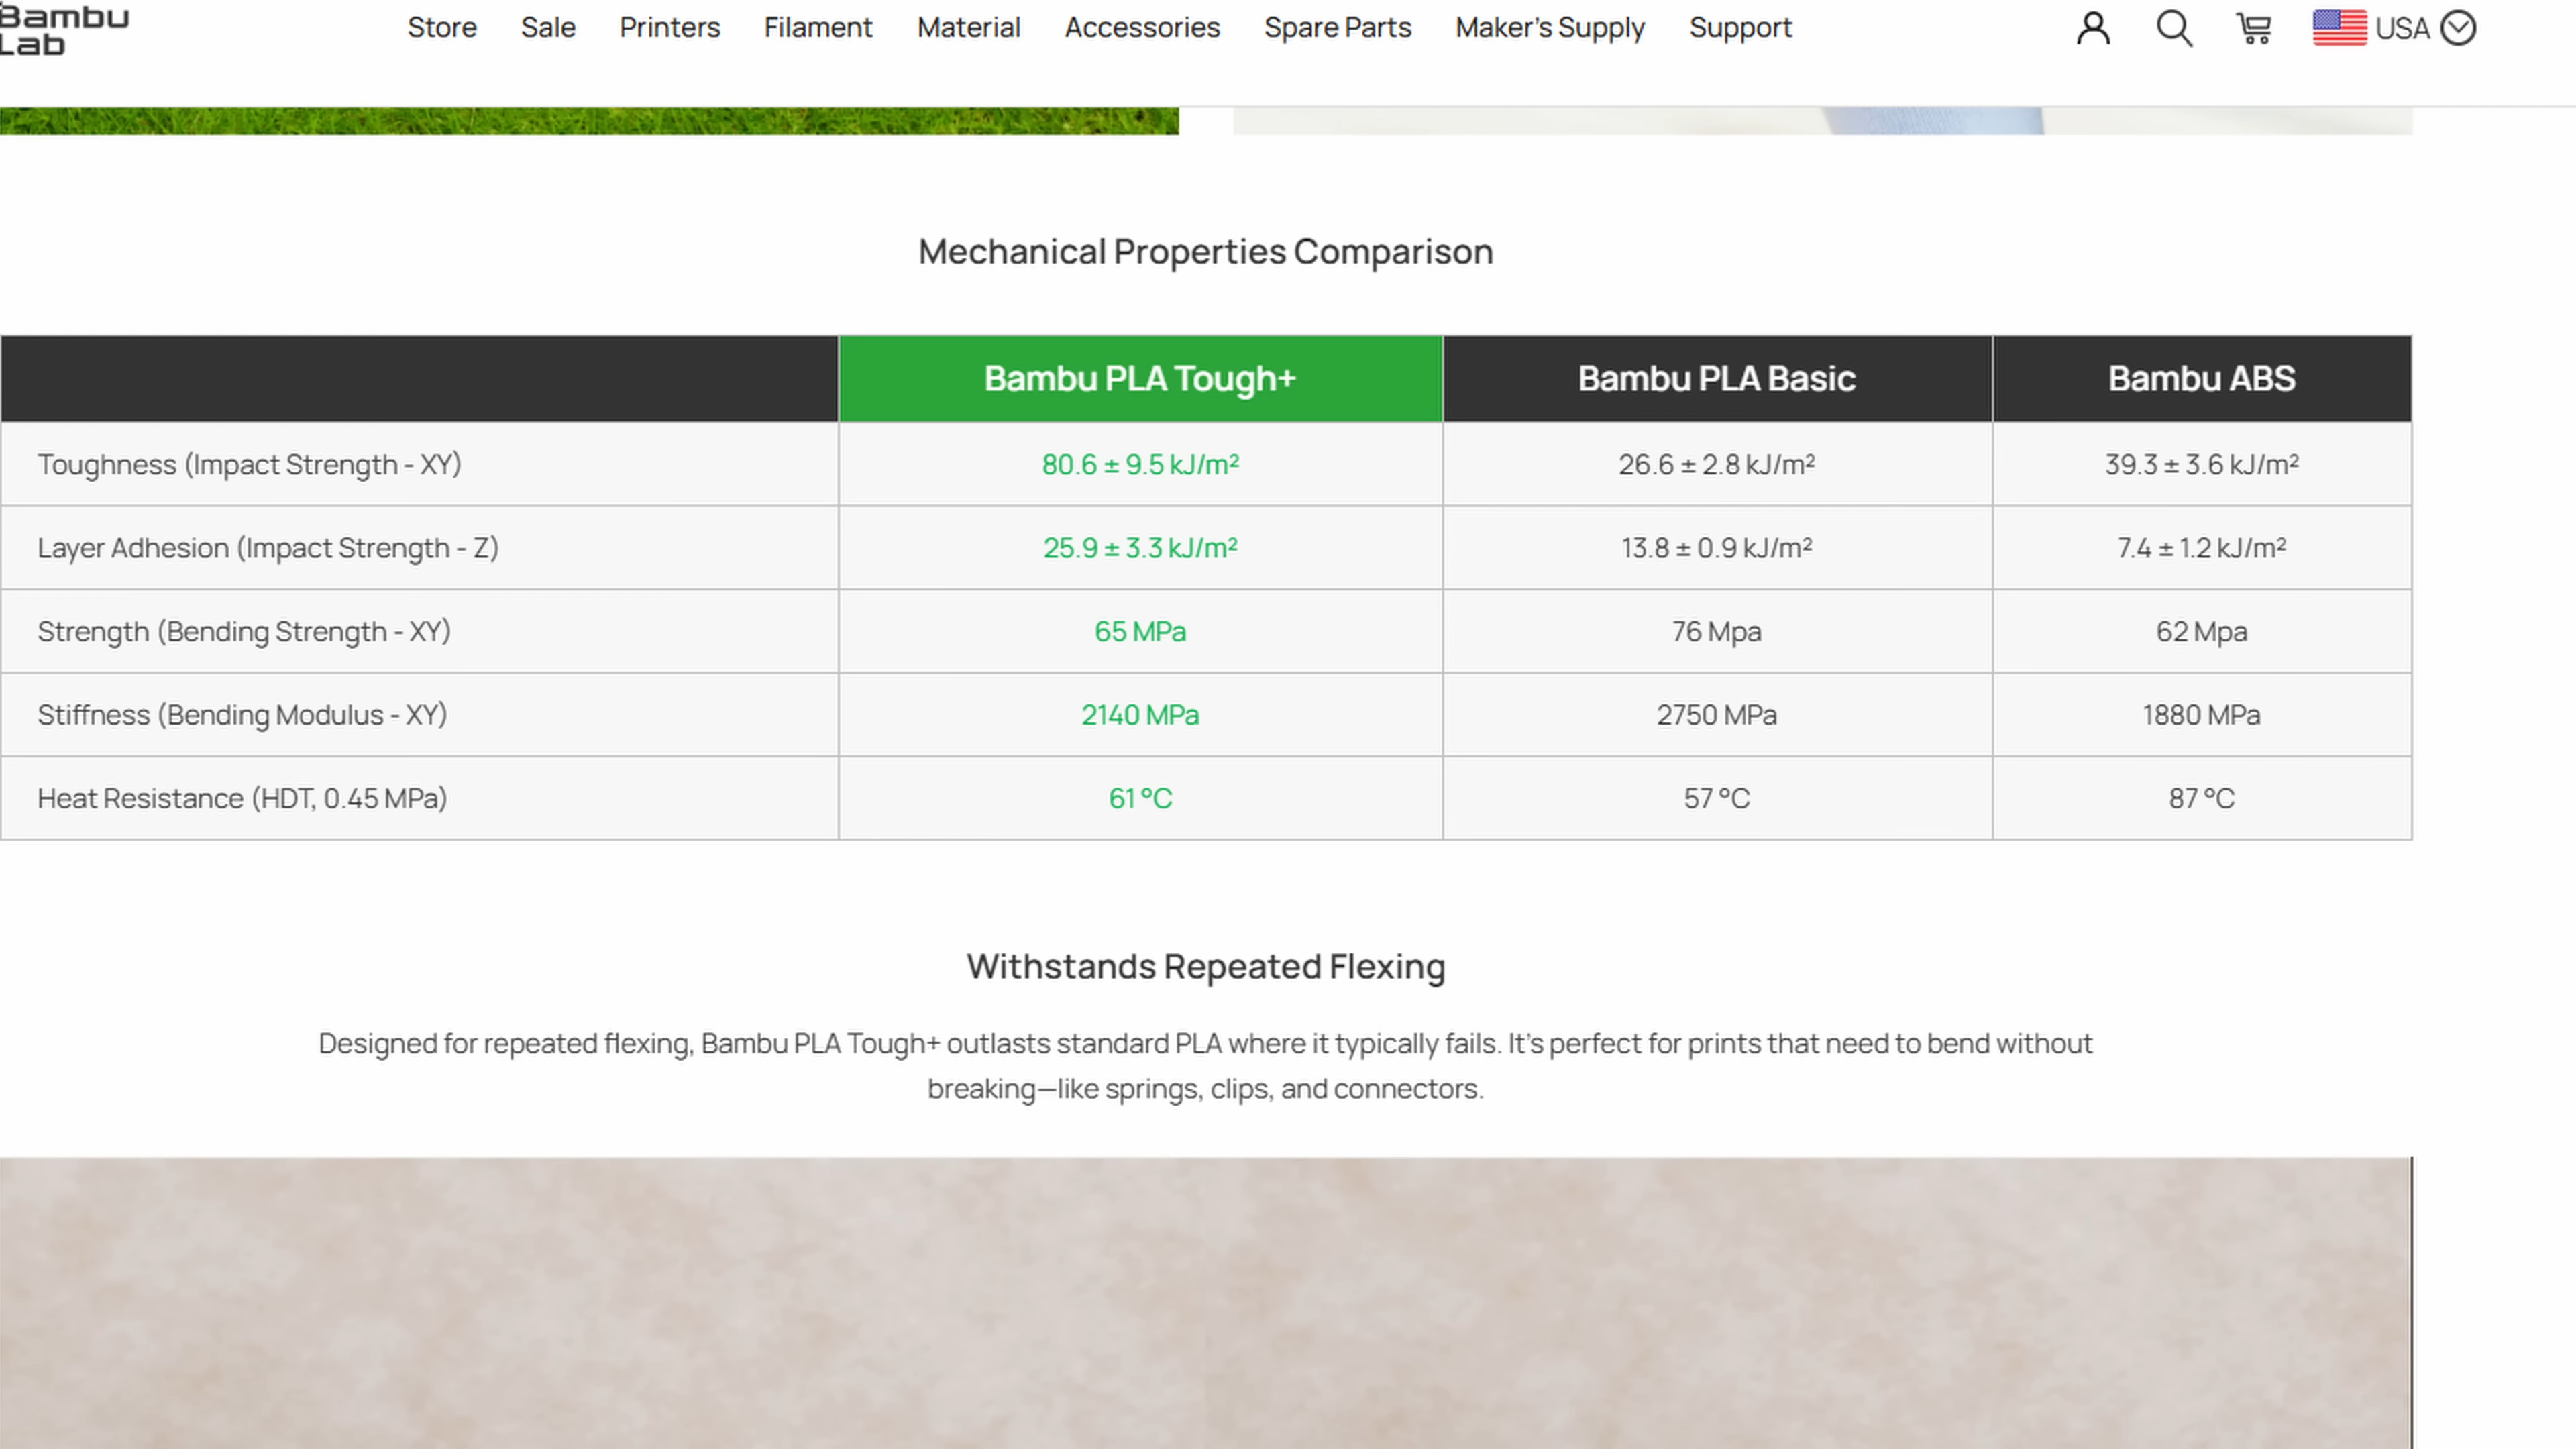 Bambu
Lab
Store Sale Printers Filament Material Accessories Spare Parts Maker's Supply Support
USA
Mechanical Properties Comparison
Bambu PLA Tough+ Bambu PLA Basic Bambu ABS
Toughness (Impact Strength - XY) 80.6 ± 9.5 kJ/m² 26.6 ± 2.8 kJ/m² 39.3 ± 3.6 kJ/m²
Layer Adhesion (Impact Strength - Z) 25.9 ± 3.3 kJ/m² 13.8 ± 0.9 kJ/m² 7.4 ± 1.2 kJ/m²
Strength (Bending Strength - XY) 65 MPa 76 Mpa 62 Mpa
Stiffness (Bending Modulus - XY) 2140 MPa 2750 MPa 1880 MPa
Heat Resistance (HDT, 0.45 MPa) 61 °C 57 °C 87 °C
Withstands Repeated Flexing
Designed for repeated flexing, Bambu PLA Tough+ outlasts standard PLA where it typically fails. It's perfect for prints that need to bend without
breaking—like springs, clips, and connectors.